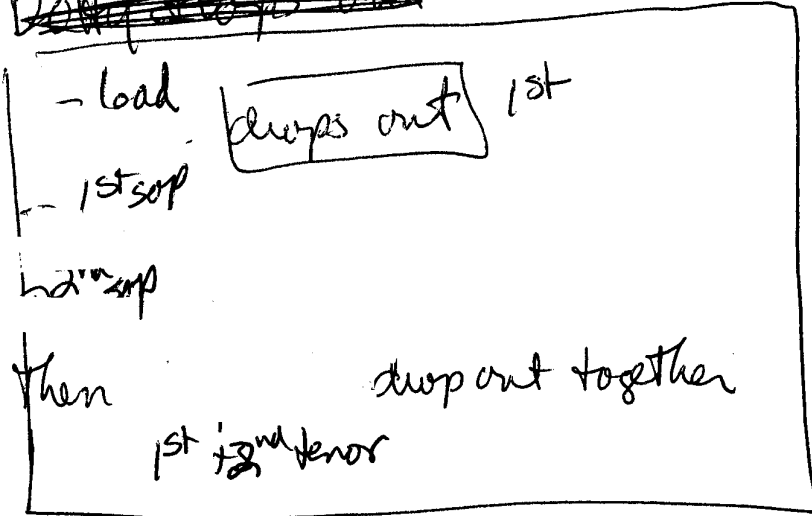 - load drops out 1st
- 1st sop
- 2nd sop
then drop out together
1st + 2nd tenor